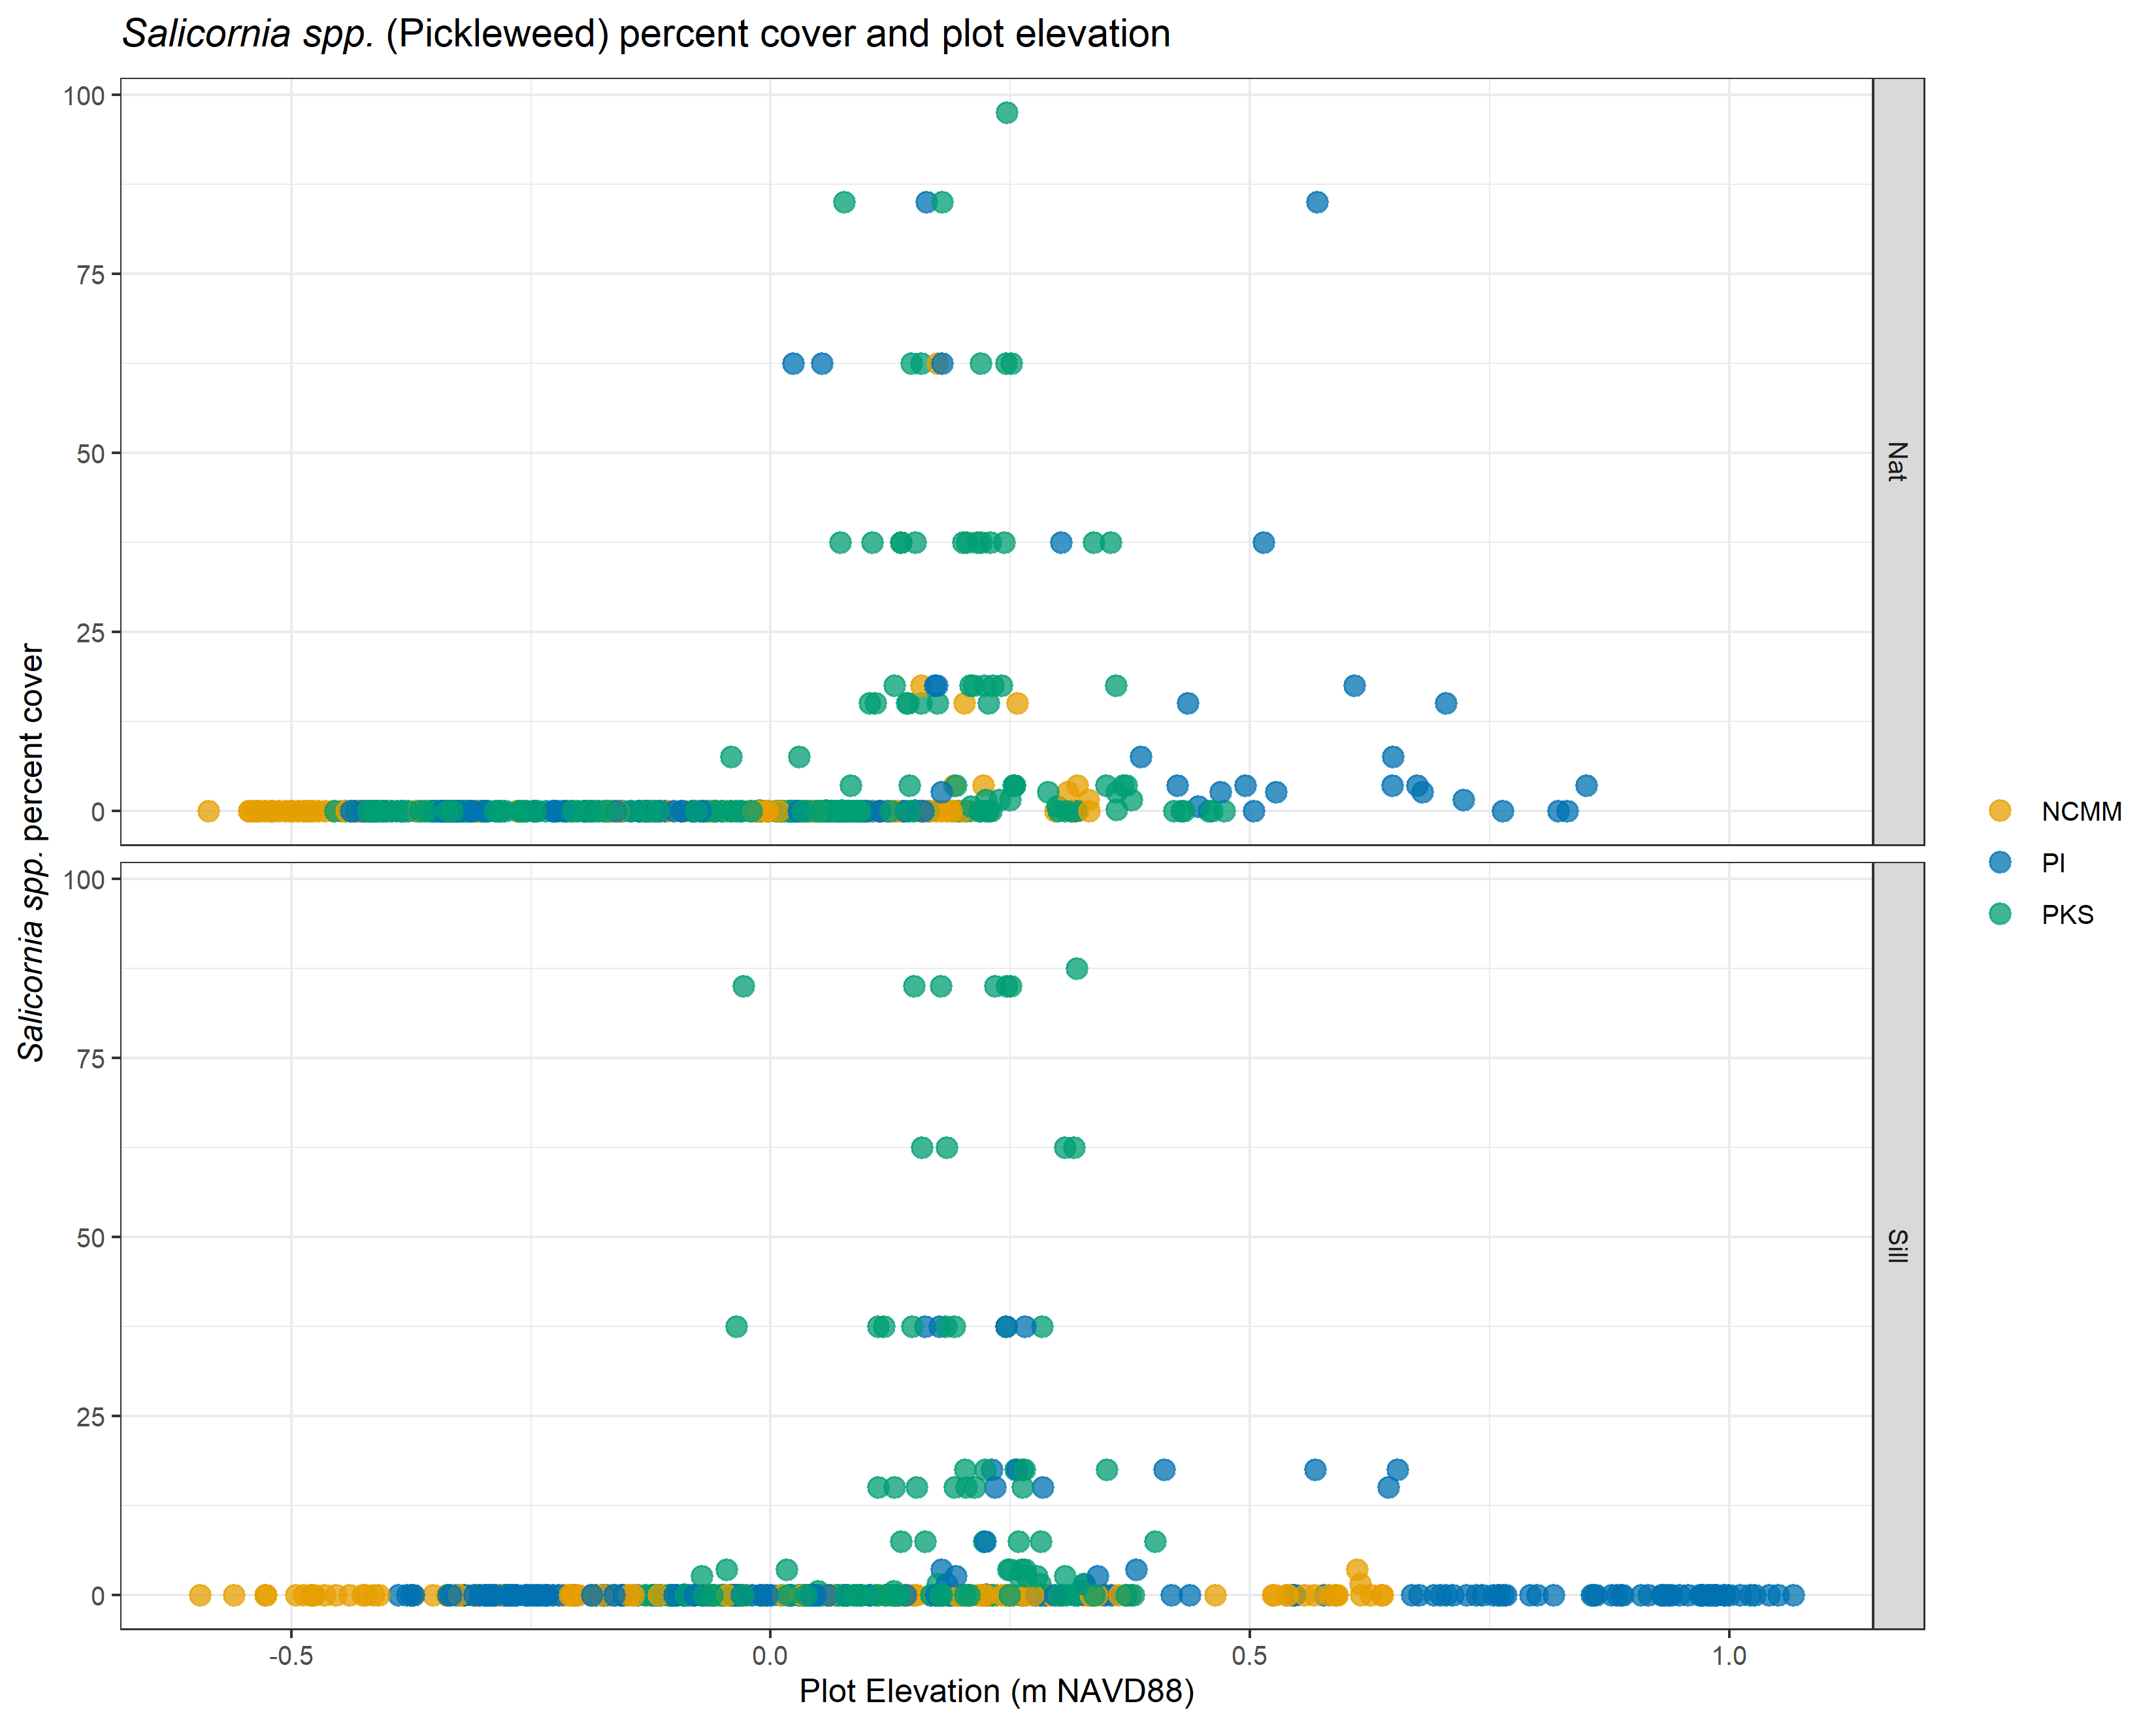 Salicornia spp. (Pickleweed) percent cover and plot elevation
100
75
50
25
0
Nat
100
75
50
25
0
Sill
Salicornia spp. percent cover
-0.5
0.0
0.5
1.0
Plot Elevation (m NAVD88)
NCMM
PI
PKS